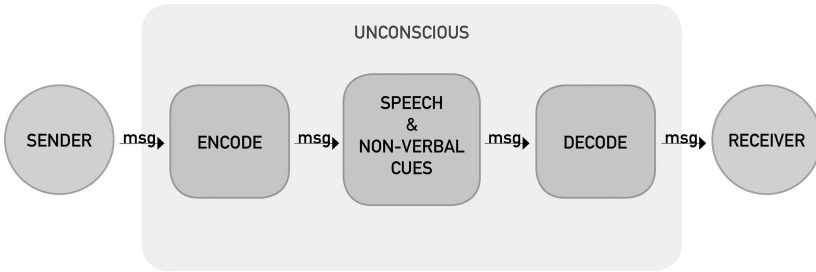 UNCONSCIOUS
SENDER
msg
ENCODE
msg
SPEECH
&
NON-VERBAL
CUES
msg
DECODE
msg
RECEIVER